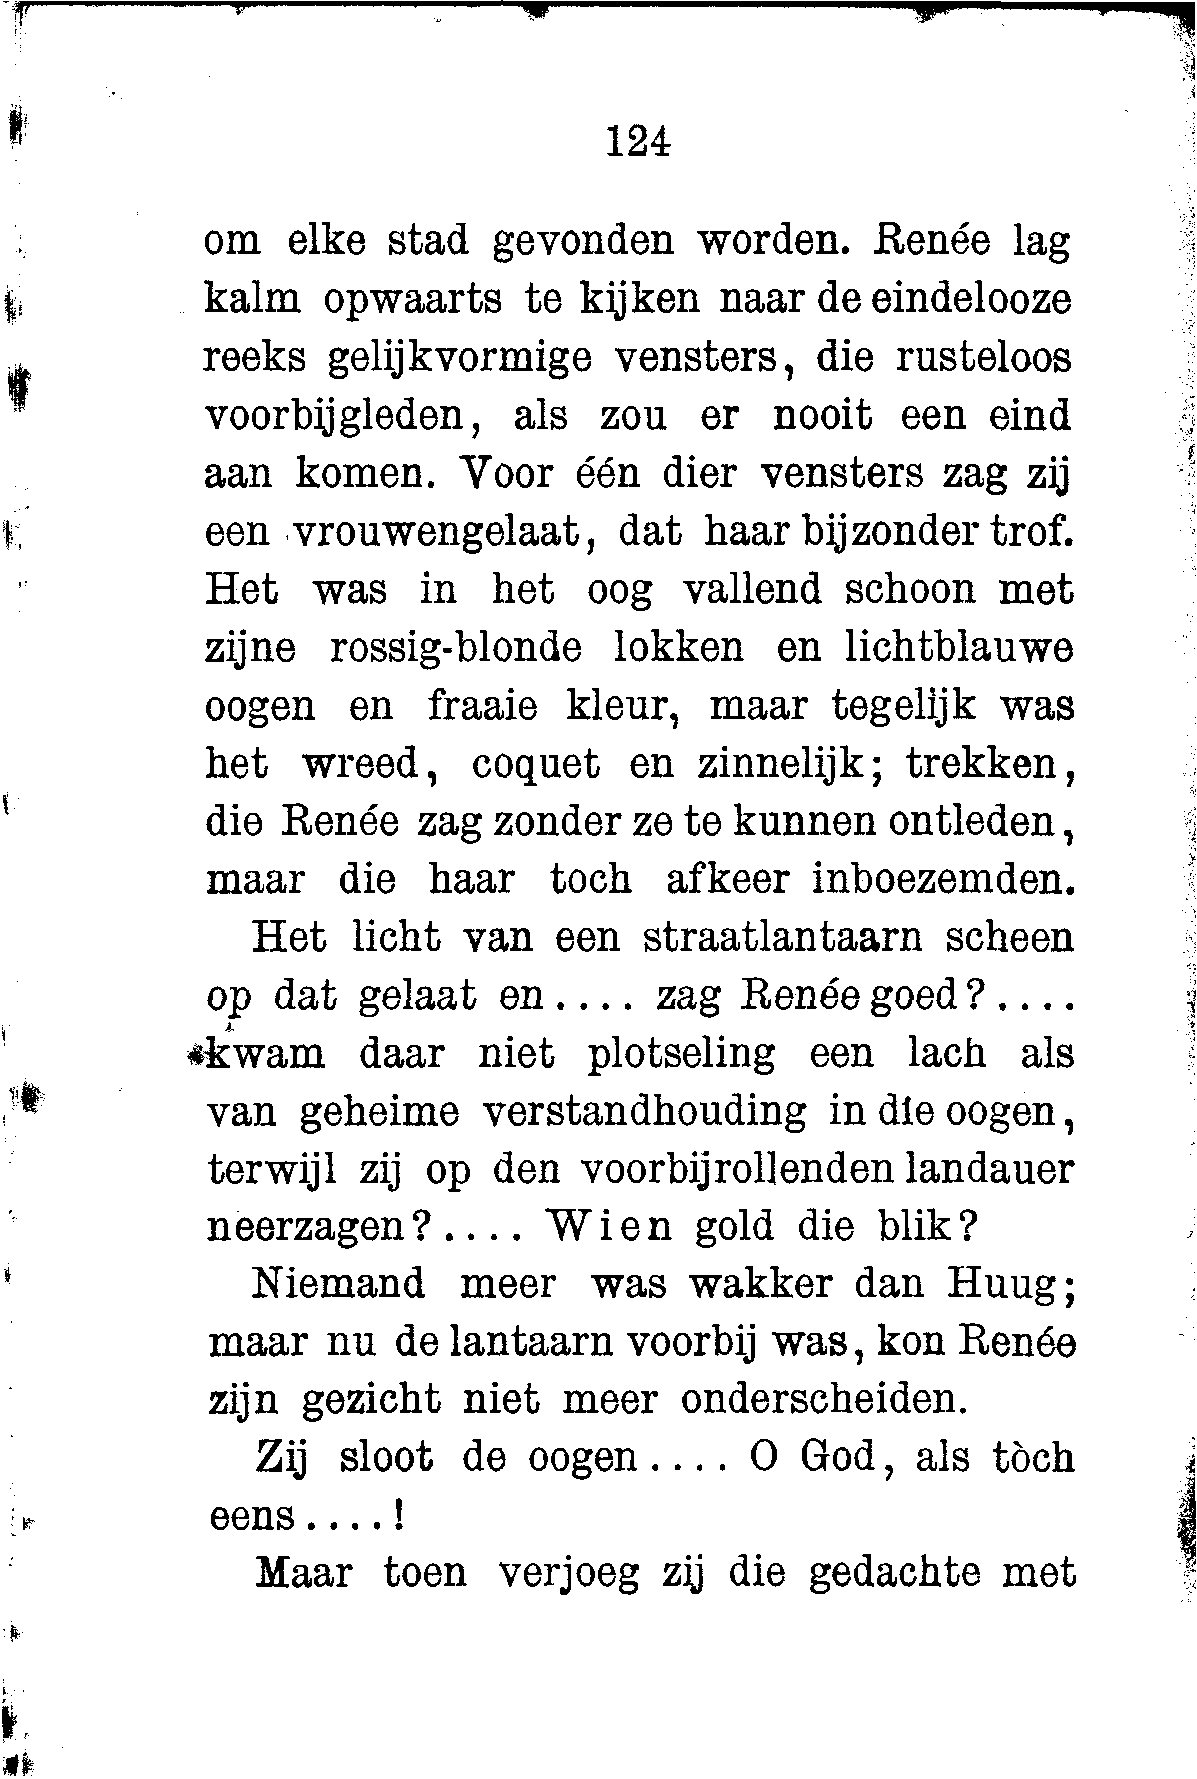 124
om elke stad gevonden worden. Renée lag
kalm opwaarts te kijken naar de eindelooze
reeks gelijkvormige vensters, die rusteloos
voorbijgleden, als zou er nooit een eind
aan komen. Voor één dier vensters zag zij
een vrouwengelaat, dat haar bijzonder trof.
Het was in het oog vallend schoon met
zijne rossig-blonde lokken en lichtblauwe
oogen en fraaie kleur, maar tegelijk was
het wreed, coquet en zinnelijk; trekken,
die Renée zag zonder ze te kunnen ontleden,
maar die haar toch afkeer inboezemden.
Het licht van een straatlantaarn scheen
op dat gelaat en.... zag Renée goed?....
kwam daar niet plotseling een lach als
van geheime verstandhouding in die oogen,
terwijl zij op den voorbijrollenden landauer
neerzagen?.... Wien gold die blik?
Niemand meer was wakker dan Huug;
maar nu de lantaarn voorbij was, kon Renée
zijn gezicht niet meer onderscheiden.
Zij sloot de oogen.... O God, als tòch
eens....!
Maar toen verjoeg zij die gedachte met